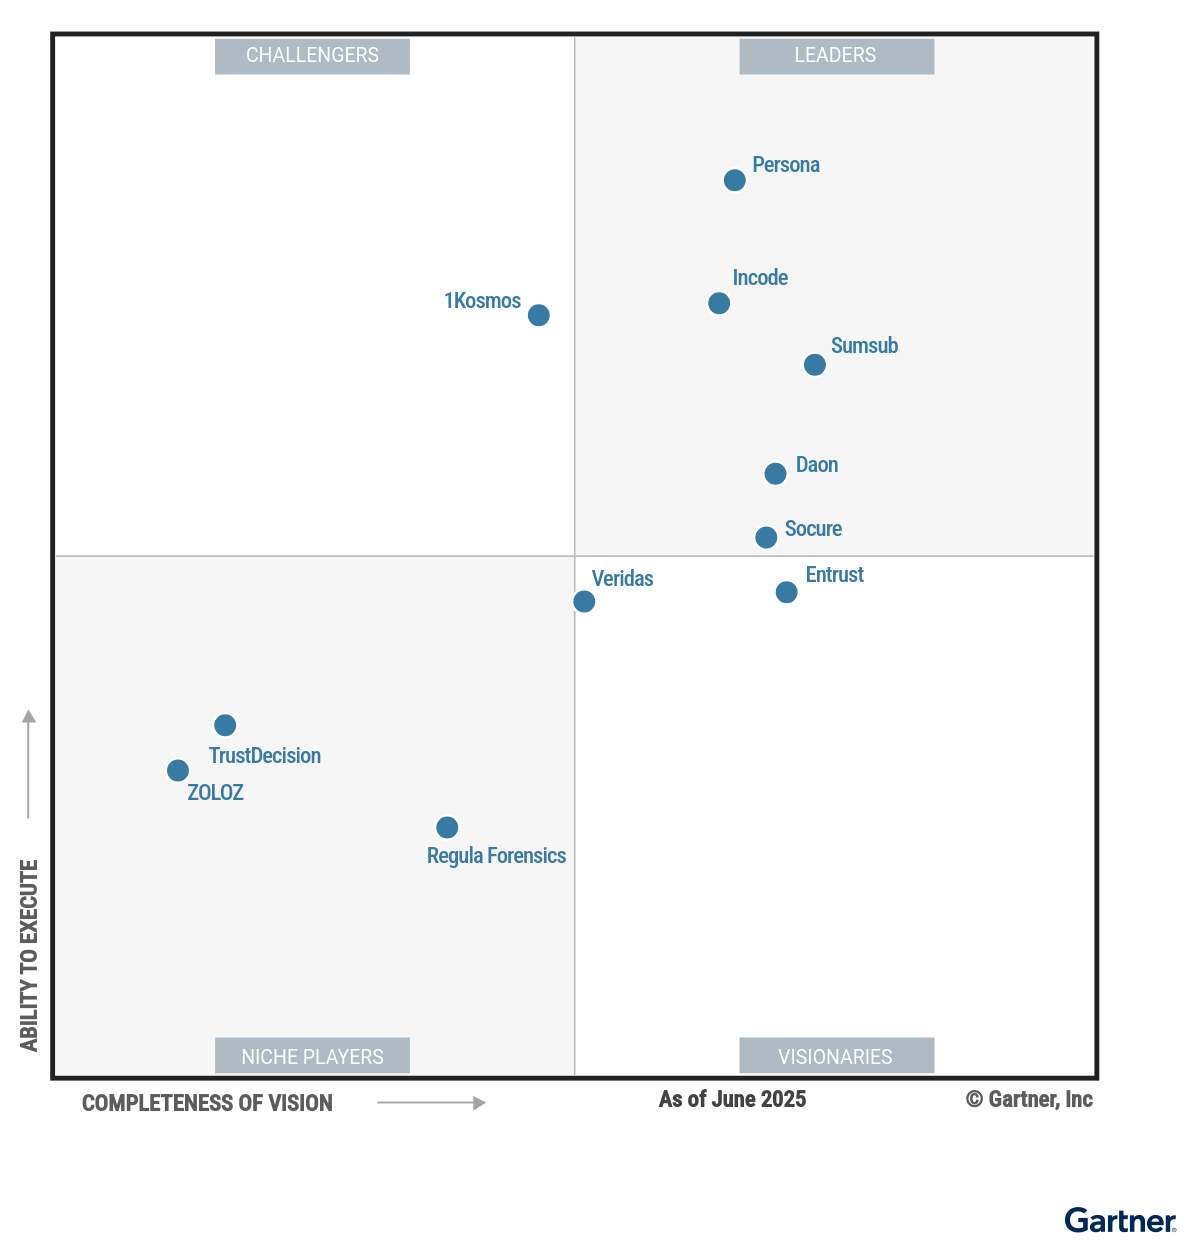 CHALLENGERS
LEADERS
Persona
Incode
1Kosmos
Sumsub
Daon
Socure
Entrust
Veridas
TrustDecision
ZOLOZ
Regula Forensics
ABILITY TO EXECUTE
NICHE PLAYERS
VISIONARIES
COMPLETENESS OF VISION
As of June 2025
© Gartner, Inc
Gartner®